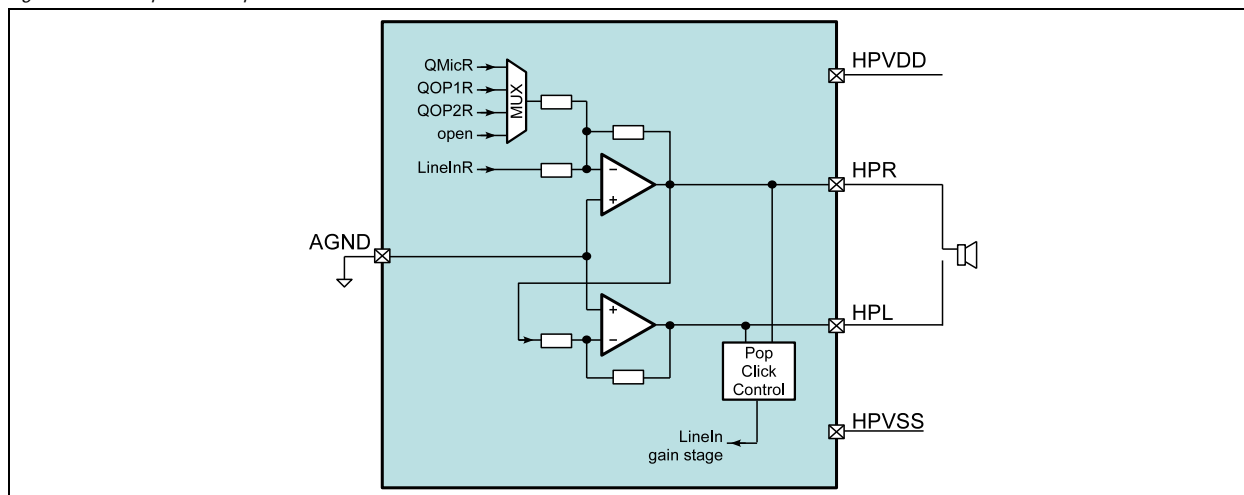 HPVDD
QMicR
QOP1R
QOP2R
open
MUX
LineInR
−
+
HPR
AGND
+
−
HPL
Pop
Click
Control
LineIn
gain stage
HPVSS